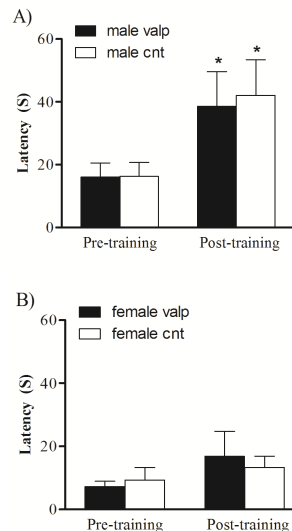 A)
male valp
male cnt
60
40
20
0
Latency (S)
* *
Pre-training Post-training
B)
female valp
female cnt
60
40
20
0
Latency (S)
Pre-training Post-training